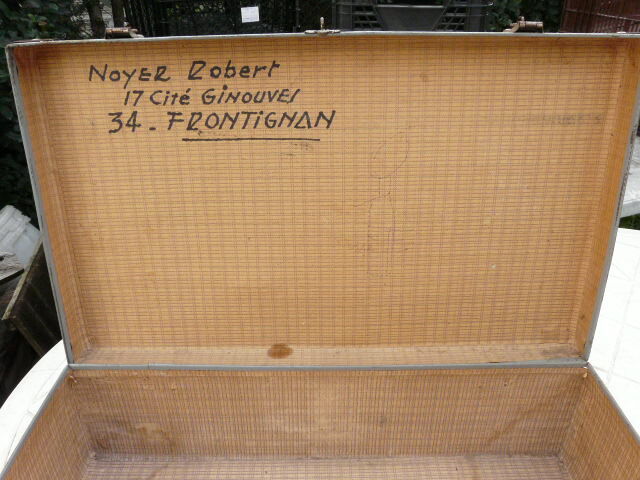 NOYER Robert
17 Cité GiNOUVES
34 - FRONTiGNAN